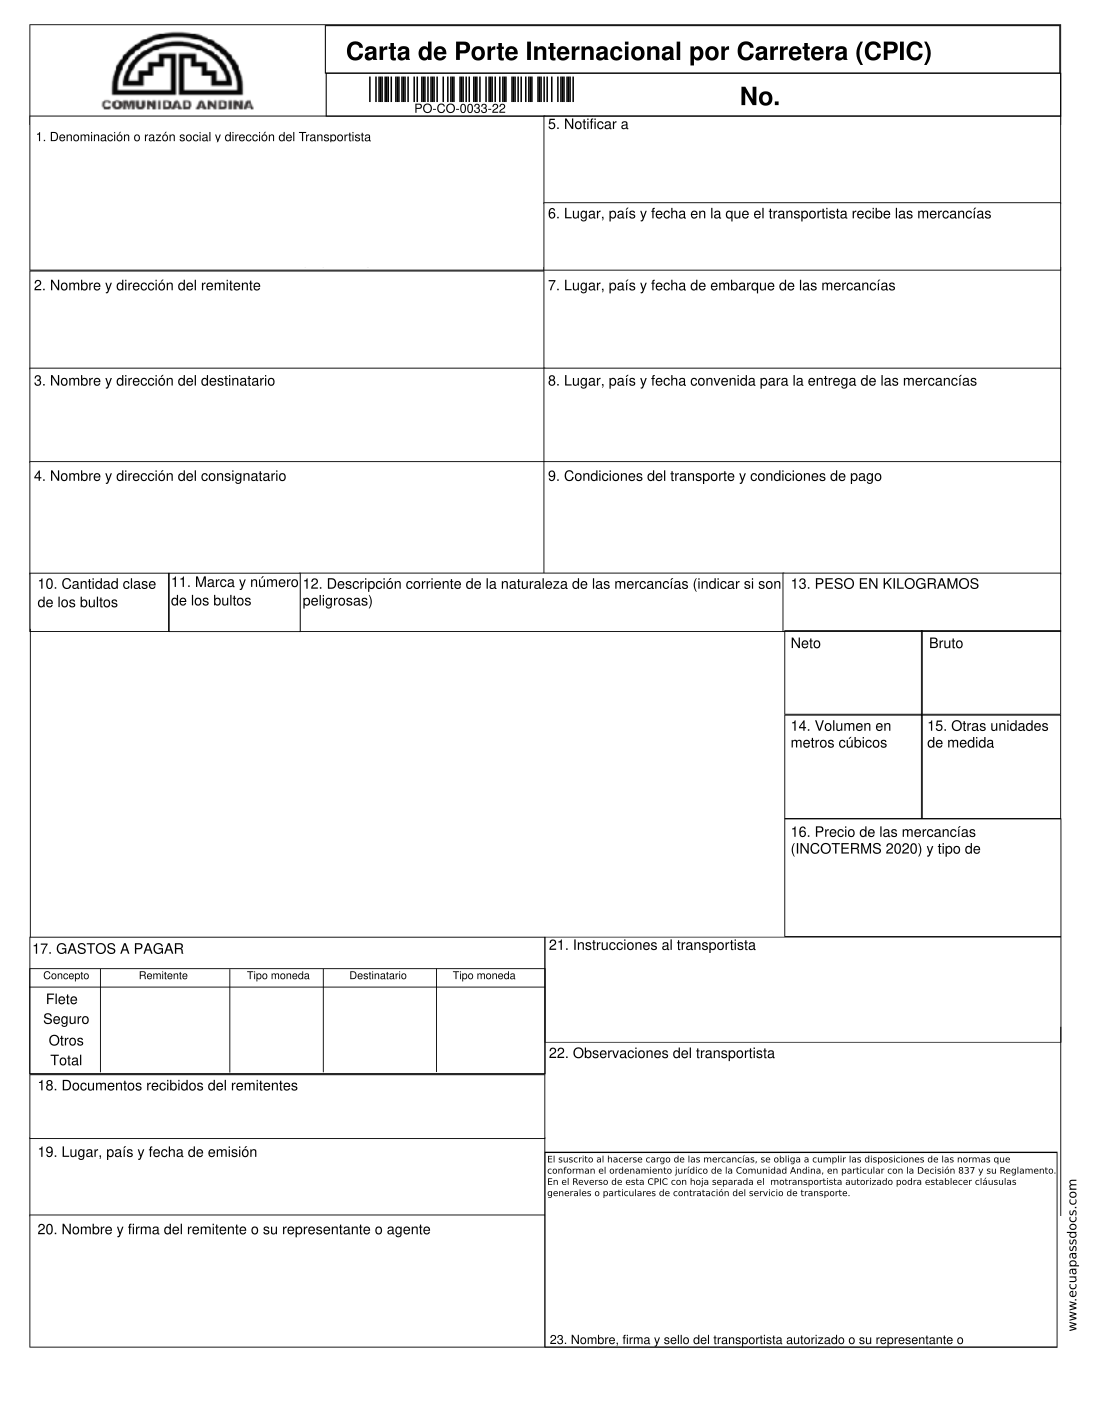 COMUNIDAD ANDINA
Carta de Porte Internacional por Carretera (CPIC)
PO-CO-0033-22
No.
1. Denominación o razón social y dirección del Transportista
5. Notificar a
6. Lugar, país y fecha en la que el transportista recibe las mercancías
2. Nombre y dirección del remitente
7. Lugar, país y fecha de embarque de las mercancías
3. Nombre y dirección del destinatario
8. Lugar, país y fecha convenida para la entrega de las mercancías
4. Nombre y dirección del consignatario
9. Condiciones del transporte y condiciones de pago
10. Cantidad clase
de los bultos
11. Marca y número
de los bultos
12. Descripción corriente de la naturaleza de las mercancías (indicar si son
peligrosas)
13. PESO EN KILOGRAMOS
Neto
Bruto
14. Volumen en
metros cúbicos
15. Otras unidades
de medida
16. Precio de las mercancías
(INCOTERMS 2020) y tipo de
17. GASTOS A PAGAR
Concepto
Remitente
Tipo moneda
Destinatario
Tipo moneda
Flete
Seguro
Otros
Total
21. Instrucciones al transportista
22. Observaciones del transportista
18. Documentos recibidos del remitentes
19. Lugar, país y fecha de emisión
El suscrito al hacerse cargo de las mercancías, se obliga a cumplir las disposiciones de las normas que
conforman el ordenamiento jurídico de la Comunidad Andina, en particular con la Decisión 837 y su Reglamento.
En el Reverso de esta CPIC con hoja separada el  motransportista autorizado podra establecer cláusulas
generales o particulares de contratación del servicio de transporte.
20. Nombre y firma del remitente o su representante o agente
23. Nombre, firma y sello del transportista autorizado o su representante o
www.ecuapassdocs.com